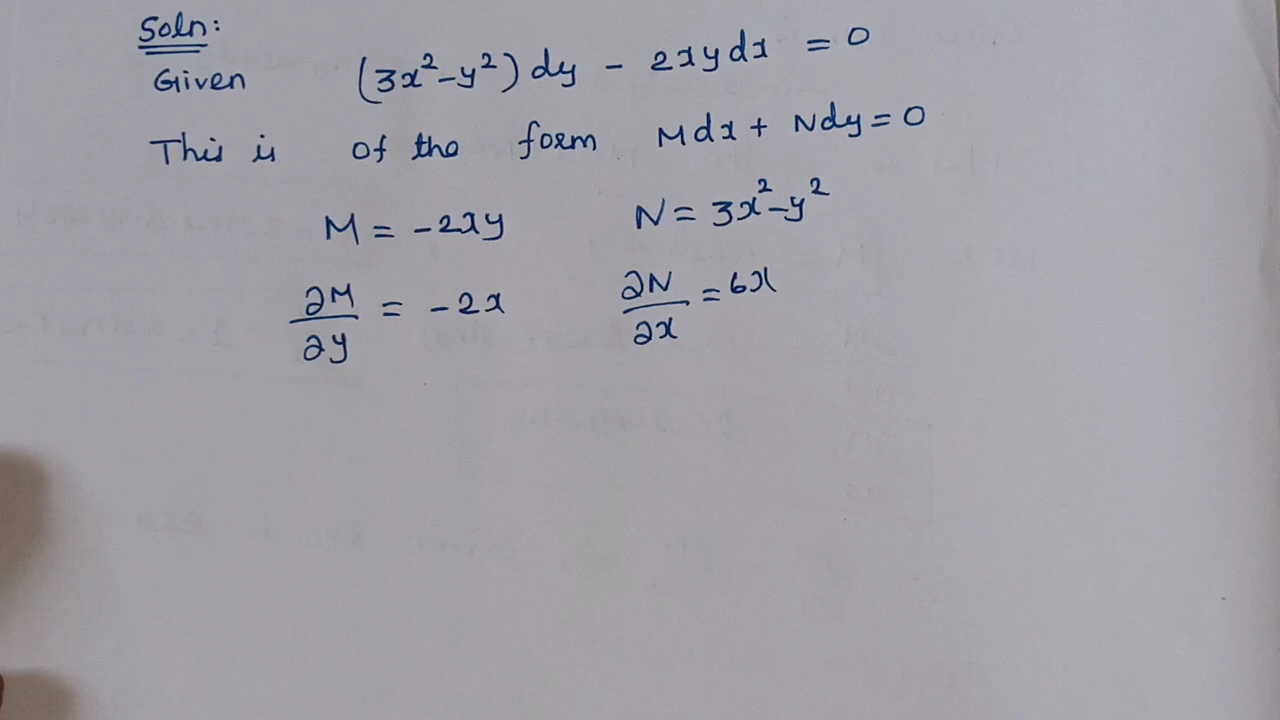 Soln:
Given (3x²-y²) dy - 2xy dx = 0
This is of the form Mdx + Ndy = 0
M = -2xy N = 3x²-y²
∂M/∂y = -2x ∂N/∂x = 6x